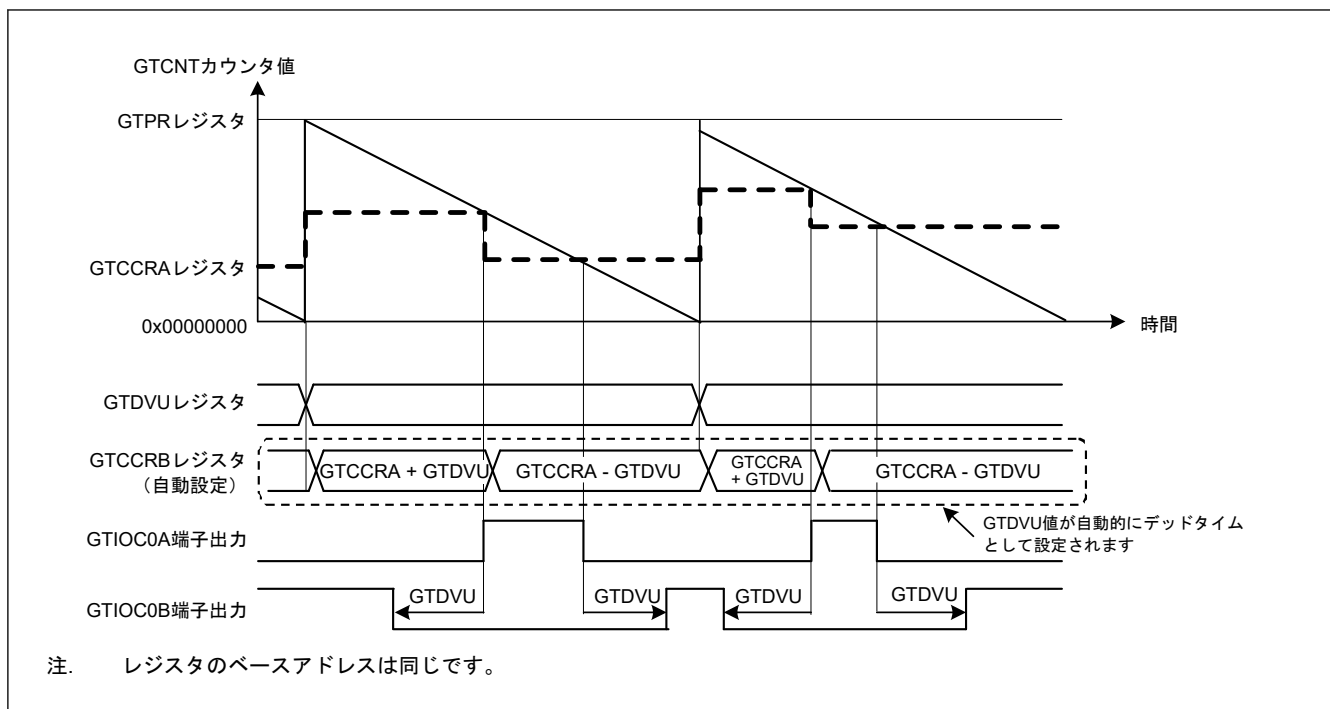 GTCNTカウンタ値
GTPRレジスタ
GTCCRAレジスタ
0x00000000
時間
GTDVUレジスタ
GTCCRBレジスタ
(自動設定)
GTCCRA + GTDVU
GTCCRA - GTDVU
GTCCRA
+ GTDVU
GTCCRA - GTDVU
GTDVU値が自動的にデッドタイム
として設定されます
GTIOC0A端子出力
GTIOC0B端子出力
GTDVU
GTDVU
GTDVU
GTDVU
注. レジスタのベースアドレスは同じです。